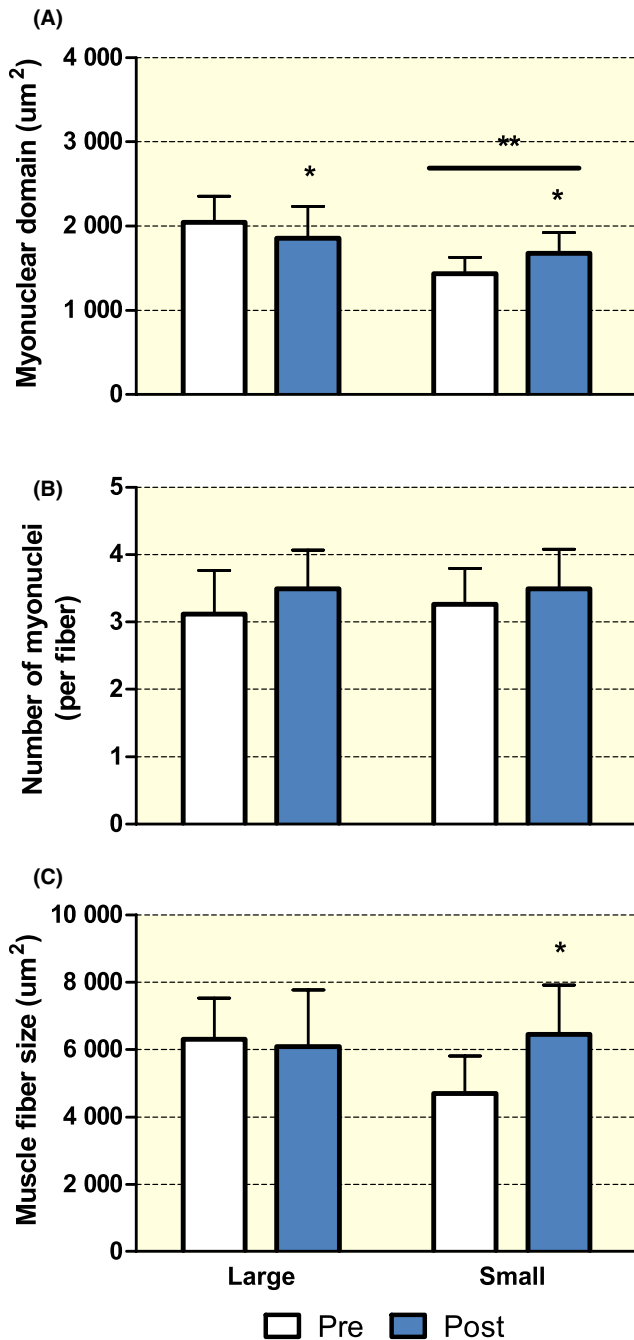 (A)
Myonuclear domain (um²)
4 000
3 000
2 000
1 000
0
*
**
*
(B)
Number of myonuclei
(per fiber)
5
4
3
2
1
0
(C)
Muscle fiber size (um²)
10 000
8 000
6 000
4 000
2 000
0
*
Large Small
Pre Post